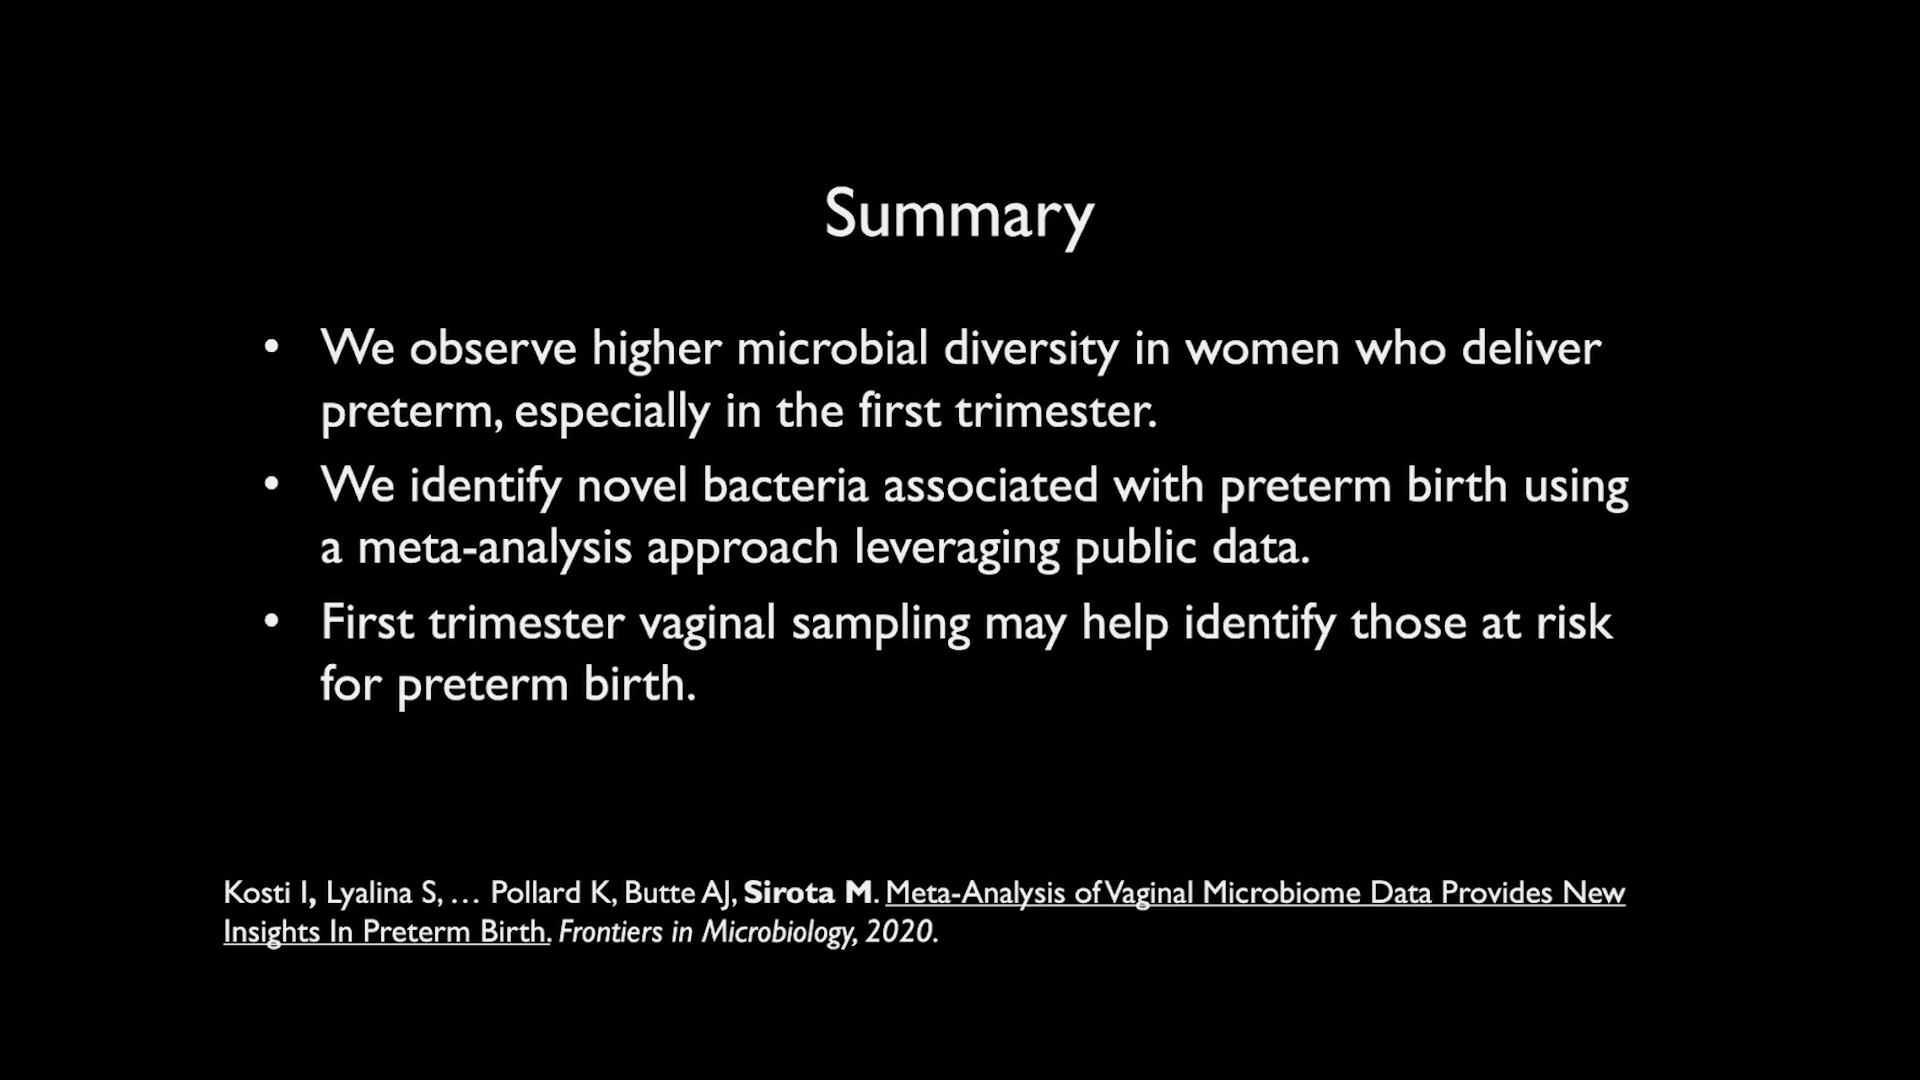 Summary
• We observe higher microbial diversity in women who deliver
preterm, especially in the first trimester.
• We identify novel bacteria associated with preterm birth using
a meta-analysis approach leveraging public data.
• First trimester vaginal sampling may help identify those at risk
for preterm birth.
Kosti I, Lyalina S, … Pollard K, Butte AJ, Sirota M. Meta-Analysis of Vaginal Microbiome Data Provides New
Insights In Preterm Birth. Frontiers in Microbiology, 2020.